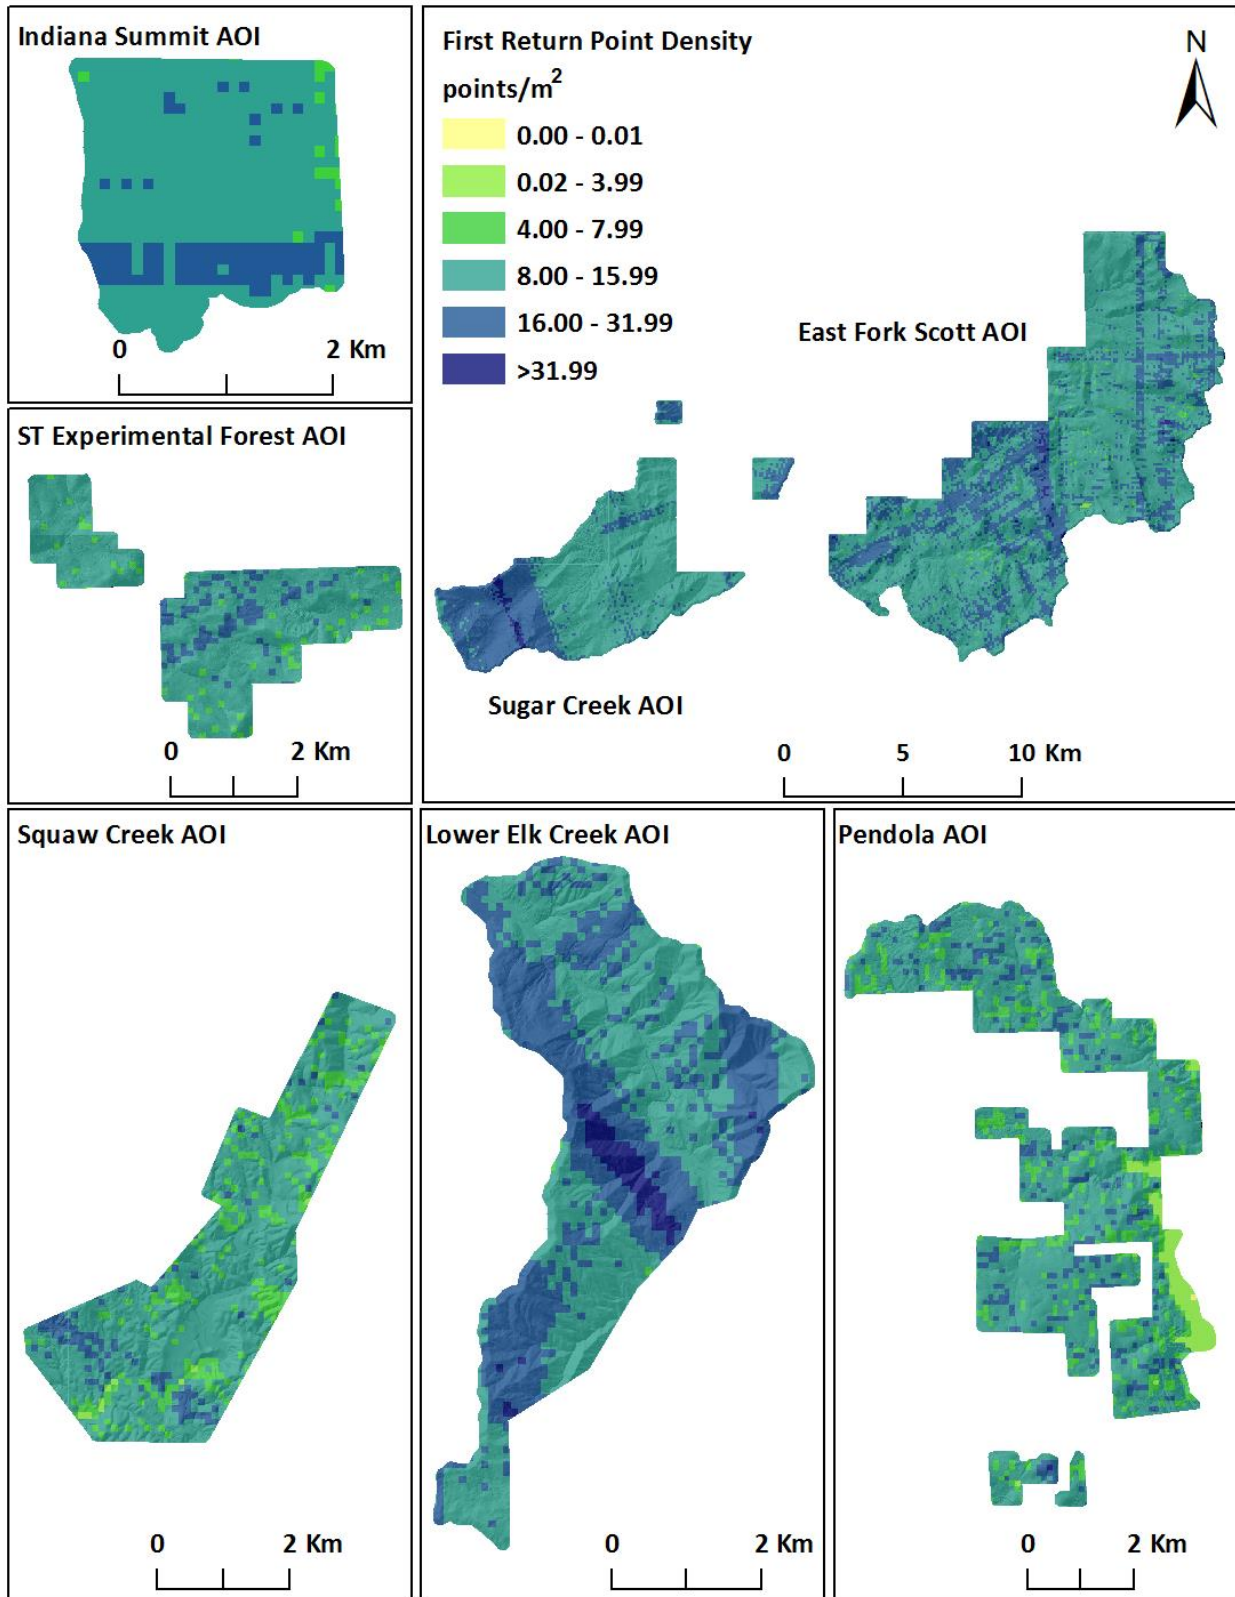 Indiana Summit AOI
0 2 Km
First Return Point Density
points/m²
0.00 - 0.01
0.02 - 3.99
4.00 - 7.99
8.00 - 15.99
16.00 - 31.99
>31.99
N
East Fork Scott AOI
Sugar Creek AOI
0 5 10 Km
ST Experimental Forest AOI
0 2 Km
Squaw Creek AOI
0 2 Km
Lower Elk Creek AOI
0 2 Km
Pendola AOI
0 2 Km